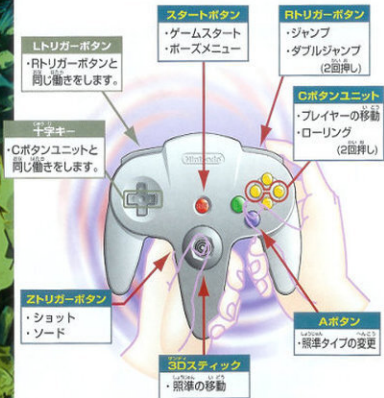 スタートボタン
・ゲームスタート
・ポーズメニュー
Rトリガーボタン
・ジャンプ
・ダブルジャンプ
(2回押し)
Lトリガーボタン
・Rトリガーボタンと
同じ働きをします。
Cボタンユニット
・プレイヤーの移動
・ローリング
(2回押し)
十字キー
・Cボタンユニットと
同じ働きをします。
Nintendo
Zトリガーボタン
・ショット
・ソード
3Dスティック
・照準の移動
Aボタン
・照準タイプの変更